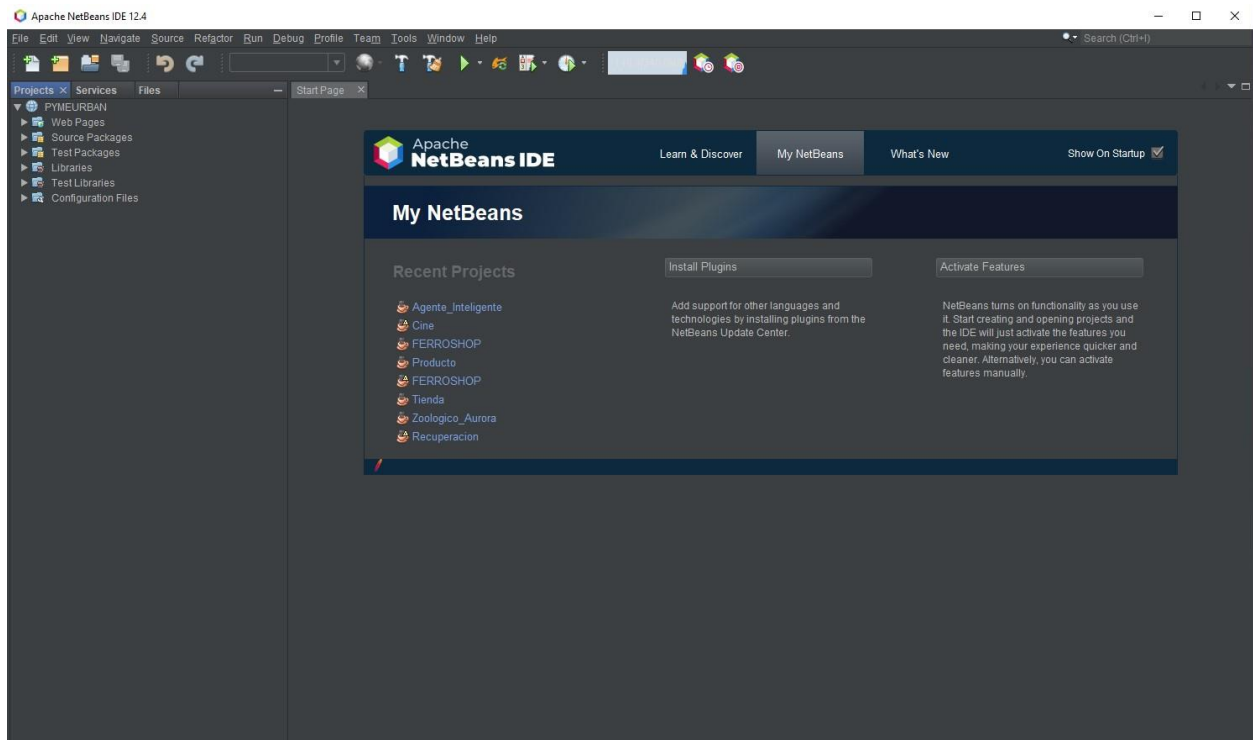 Apache NetBeans IDE 12.4
File Edit View Navigate Source Refactor Run Debug Profile Team Tools Window Help
Search (Ctrl+I)
Projects Services Files
Start Page
PYMEURBAN
Web Pages
Source Packages
Test Packages
Libraries
Test Libraries
Configuration Files
Apache
NetBeans IDE
Learn & Discover
My NetBeans
What's New
Show On Startup
My NetBeans
Recent Projects
Agente_Inteligente
Cine
FERROSHOP
Producto
FERROSHOP
Tienda
Zoologico_Aurora
Recuperacion
Install Plugins
Add support for other languages and
technologies by installing plugins from the
NetBeans Update Center.
Activate Features
NetBeans turns on functionality as you use
it. Start creating and opening projects and
the IDE will just activate the features you
need, making your experience quicker and
cleaner. Alternatively, you can activate
features manually.